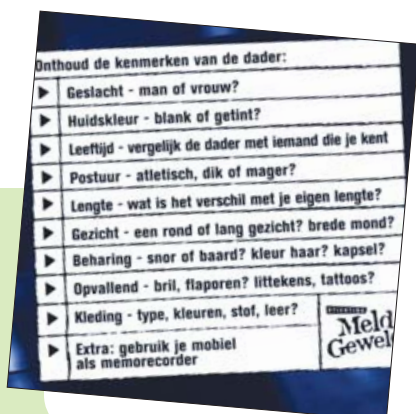 Onthoud de kenmerken van de dader:
Geslacht - man of vrouw?
Huidskleur - blank of getint?
Leeftijd - vergelijk de dader met iemand die je kent
Postuur - atletisch, dik of mager?
Lengte - wat is het verschil met je eigen lengte?
Gezicht - een rond of lang gezicht? brede mond?
Beharing - snor of baard? kleur haar? kapsel?
Opvallend - bril, flaporen? littekens, tattoos?
Kleding - type, kleuren, stof, leer?
Extra: gebruik je mobiel
als memorecorder
Meld
Gewel